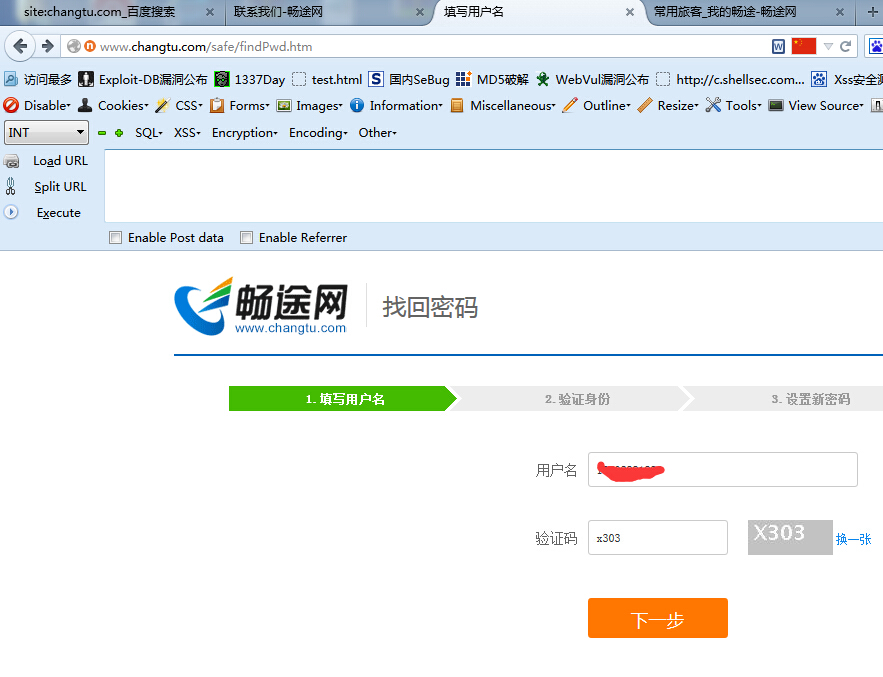 site:changtu.com_百度搜索 联系我们-畅途网 填写用户名 常用旅客_我的畅途-畅途网
www.changtu.com/safe/findPwd.htm
访问最多 Exploit-DB漏洞公布 1337Day test.html 国内SeBug MD5破解 WebVul漏洞公布 http://c.shellsec.com... Xss安全测
Disable Cookies CSS Forms Images Information Miscellaneous Outline Resize Tools View Source
INT SQL XSS Encryption Encoding Other
Load URL
Split URL
Execute
Enable Post data Enable Referrer
畅途网 找回密码
www.changtu.com
1. 填写用户名 2. 验证身份 3. 设置新密码
用户名
验证码 x303 X303 换一张
下一步